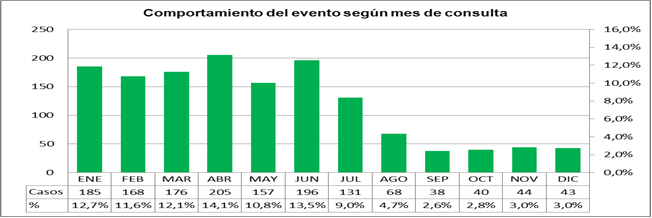 Comportamiento del evento según mes de consulta
250 16,0%
200 14,0%
150 12,0%
100 10,0%
50 8,0%
0 6,0%
4,0%
2,0%
0,0%
ENE FEB MAR ABR MAY JUN JUL AGO SEP OCT NOV DIC
Casos 185 168 176 205 157 196 131 68 38 40 44 43
% 12,7% 11,6% 12,1% 14,1% 10,8% 13,5% 9,0% 4,7% 2,6% 2,8% 3,0% 3,0%